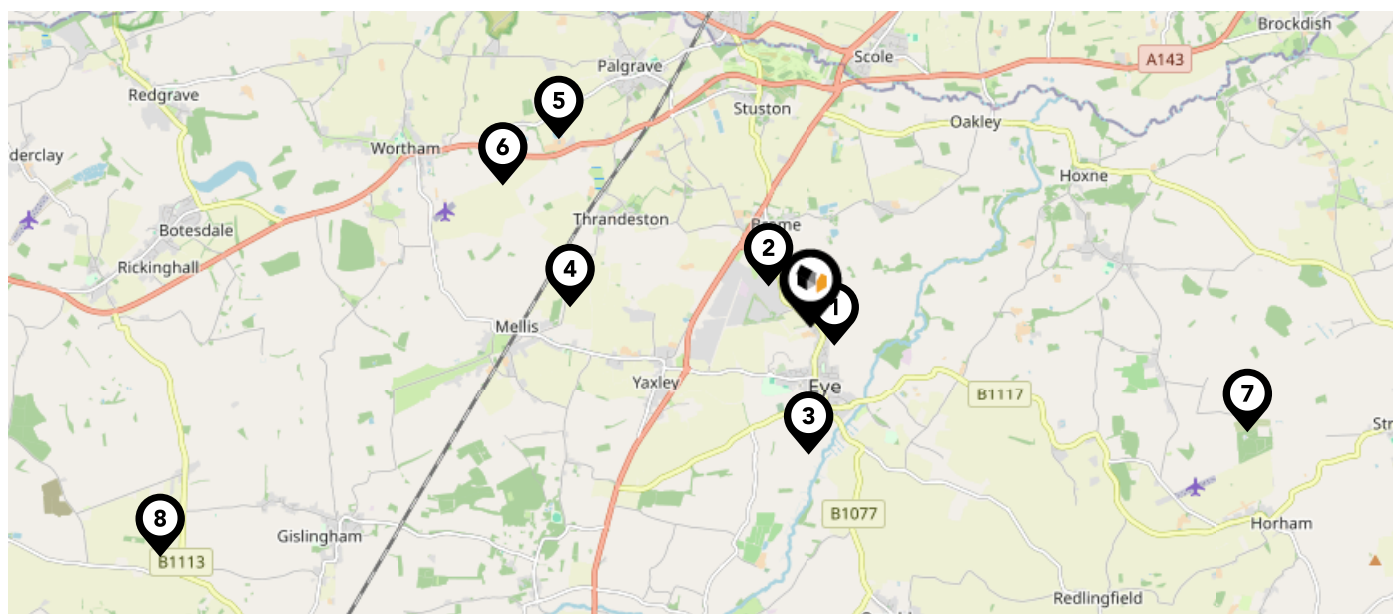 Brockdish
Scole
A143
Palgrave
Redgrave
5
Stuston
Oakley
6
Wortham
derclay
Hoxne
Thrandeston
Brome
Botesdale
2
Rickinghall
4
1
Mellis
Yaxley
Eye
B1117
7
3
Str
8
B1077
Horham
Gislingham
B1113
Redlingfield